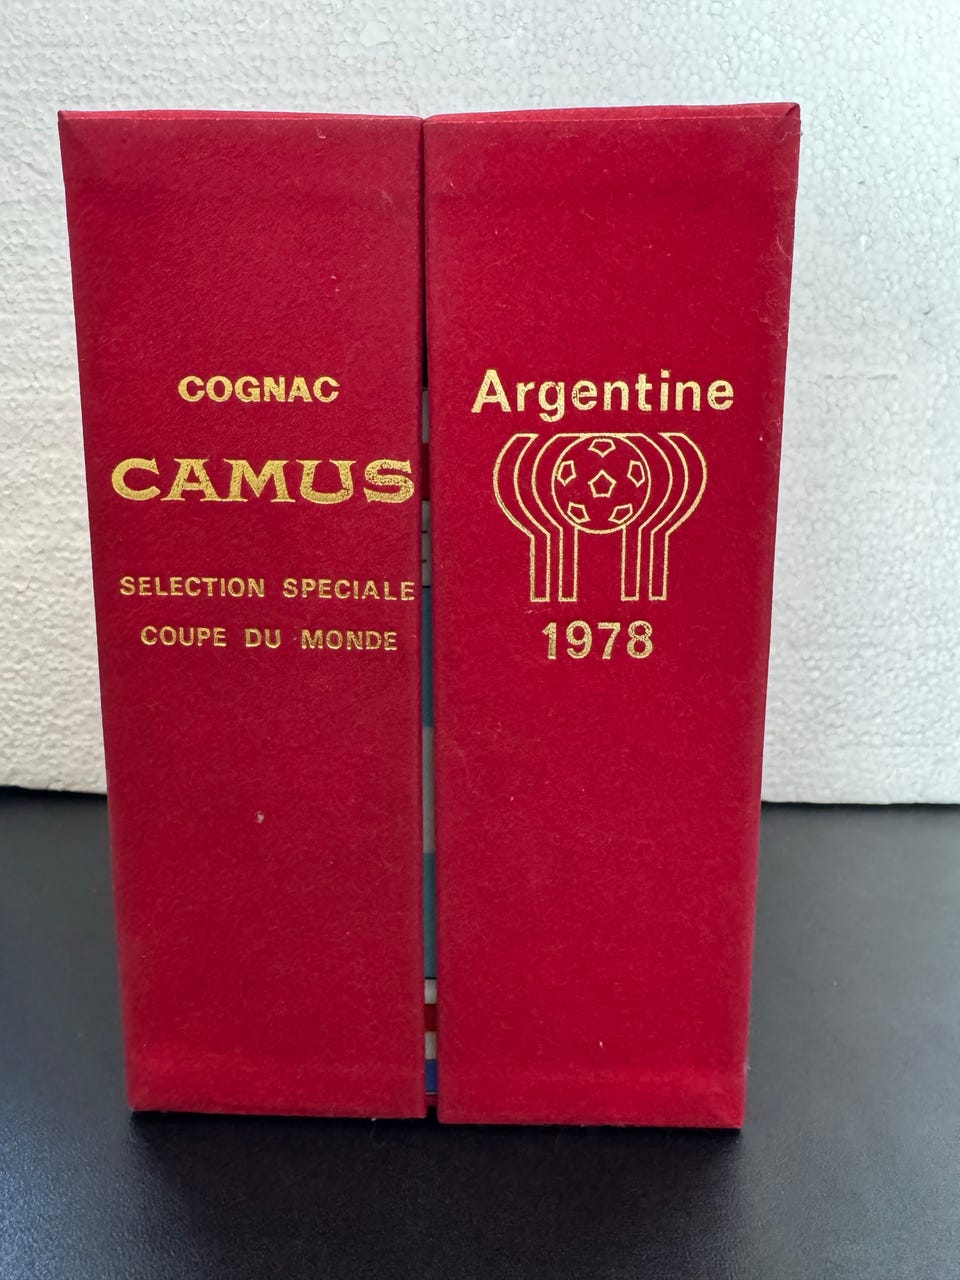 COGNAC
CAMUS
SELECTION SPECIALE
COUPE DU MONDE
Argentine
1978